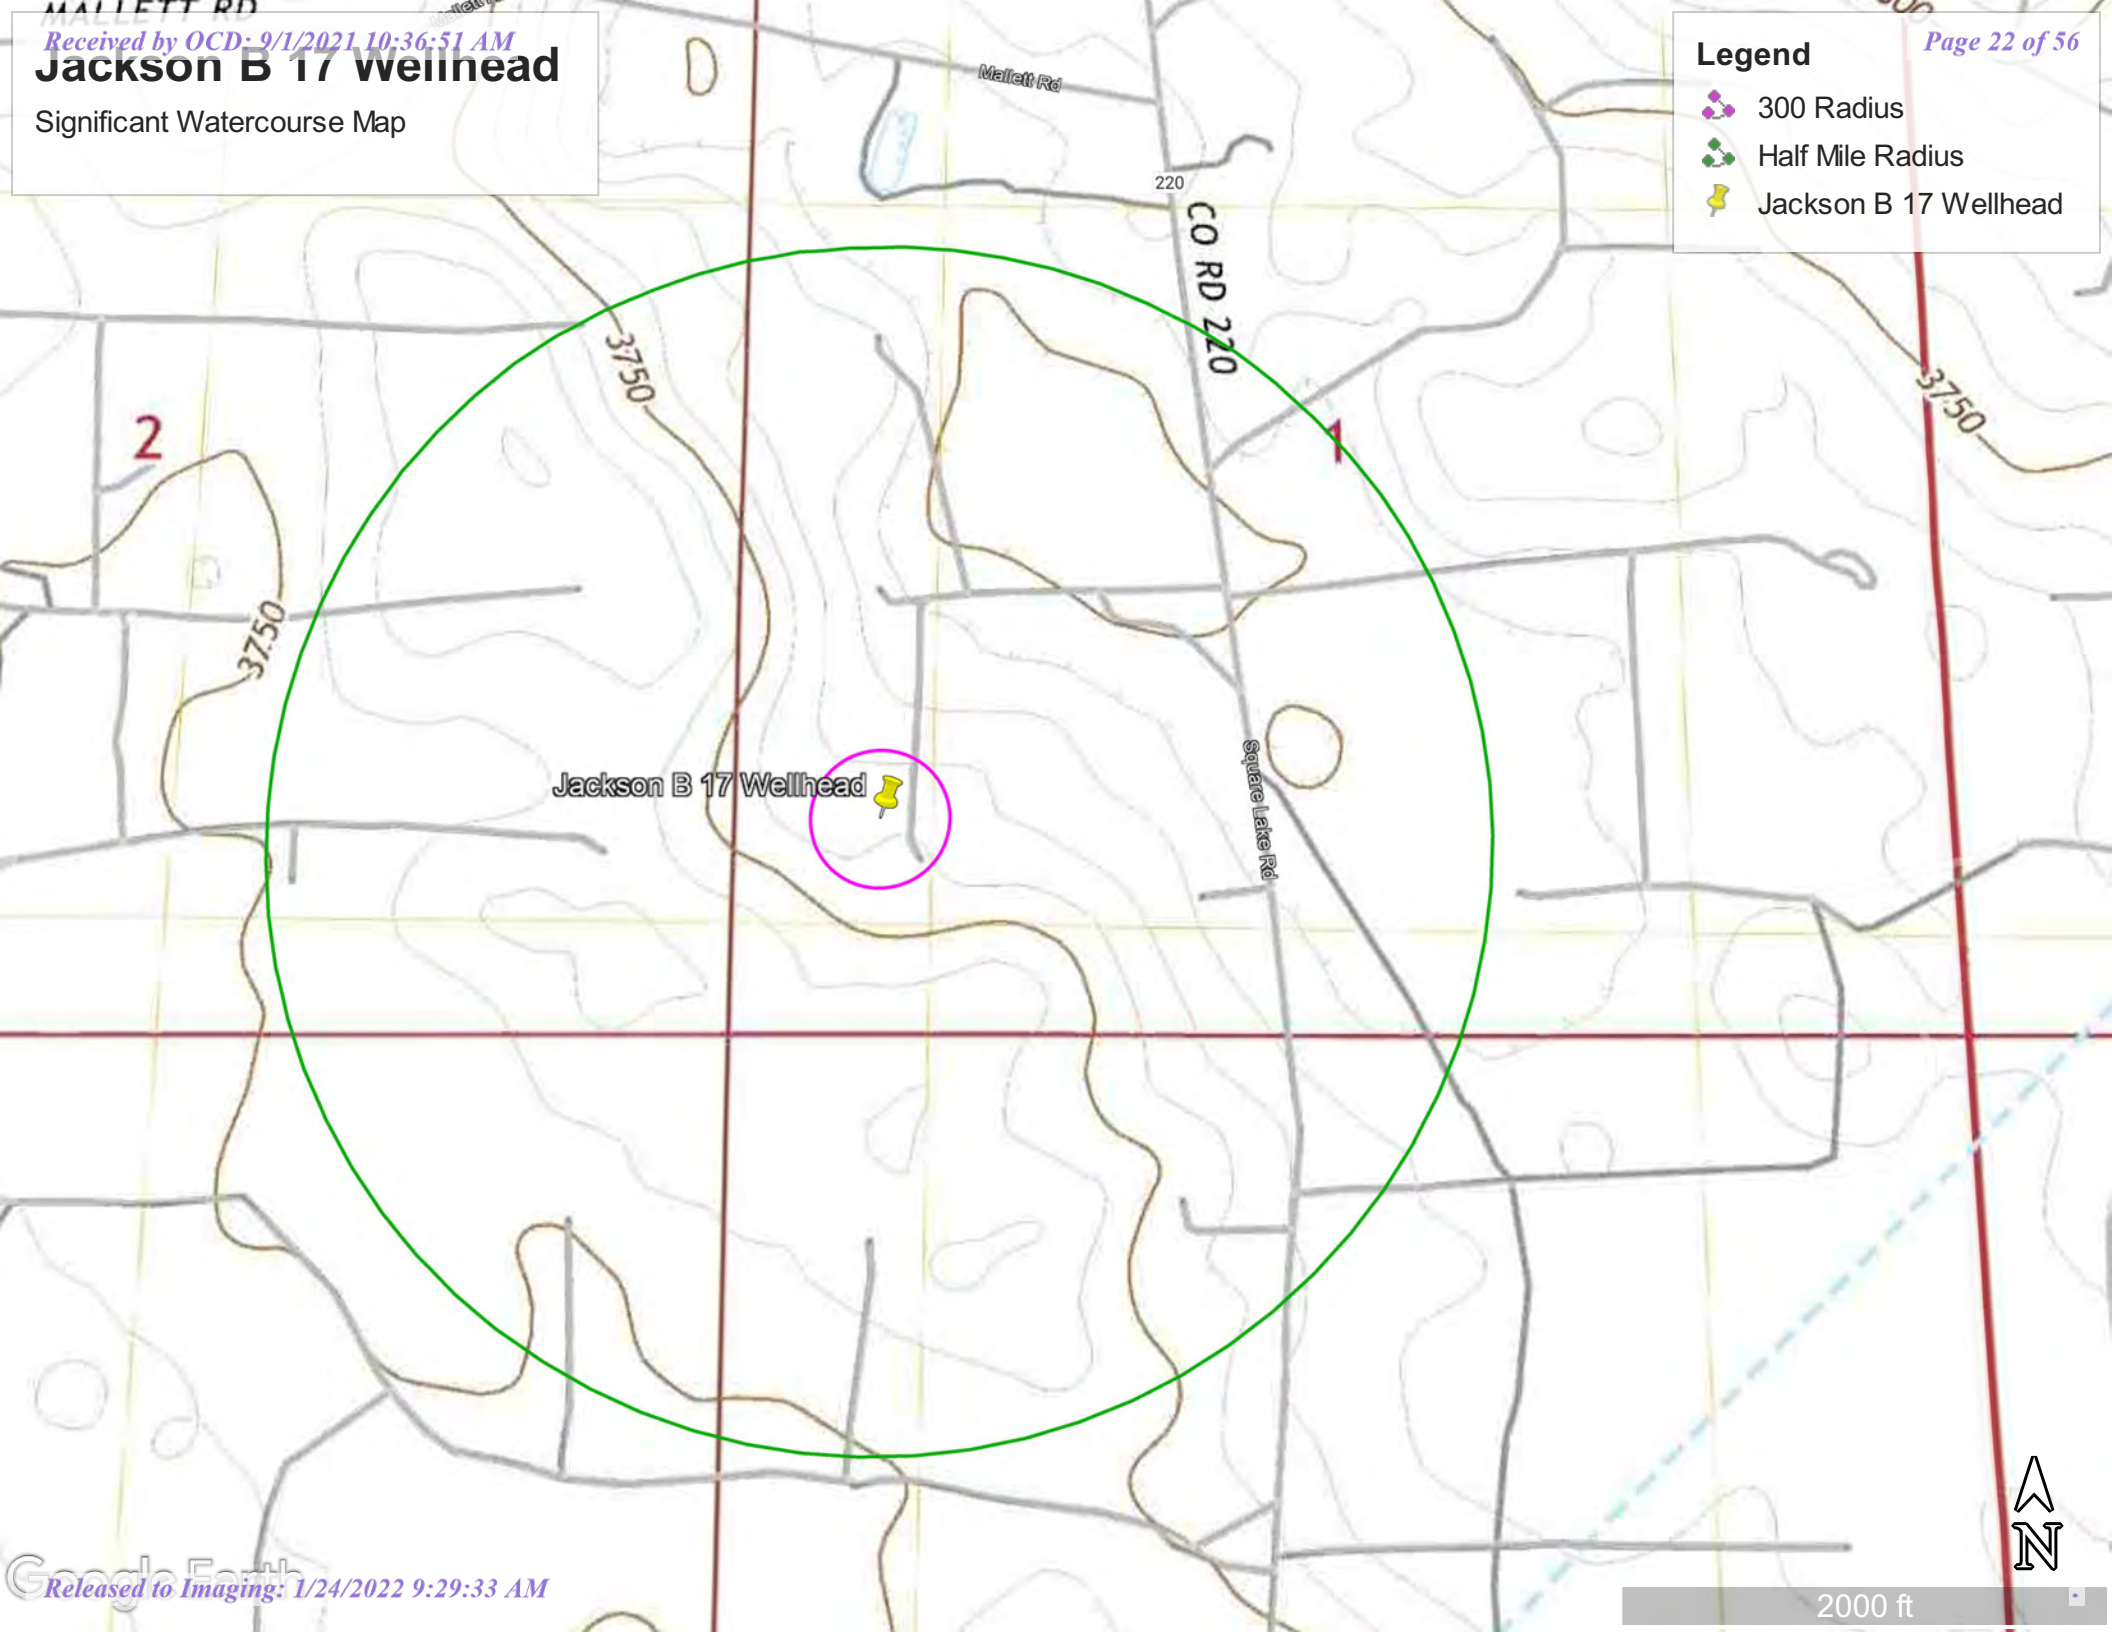 MALLETT RD
Mallett
Received by OCD: 9/1/2021 10:36:51 AM
Jackson B 17 Wellhead
Significant Watercourse Map
Page 22 of 56
Legend
300 Radius
Half Mile Radius
Jackson B 17 Wellhead
Mallett Rd
220
CO RD 220
3750
3750
2
1
3750
Jackson B 17 Wellhead
Square Lake Rd
N
Google Earth
Released to Imaging: 1/24/2022 9:29:33 AM
2000 ft